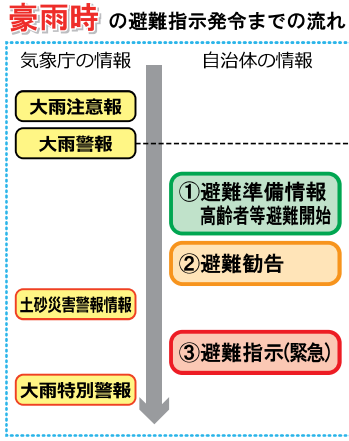 豪雨時の避難指示発令までの流れ
気象庁の情報
自治体の情報
大雨注意報
大雨警報
①避難準備情報
高齢者等避難開始
②避難勧告
土砂災害警報情報
③避難指示(緊急)
大雨特別警報